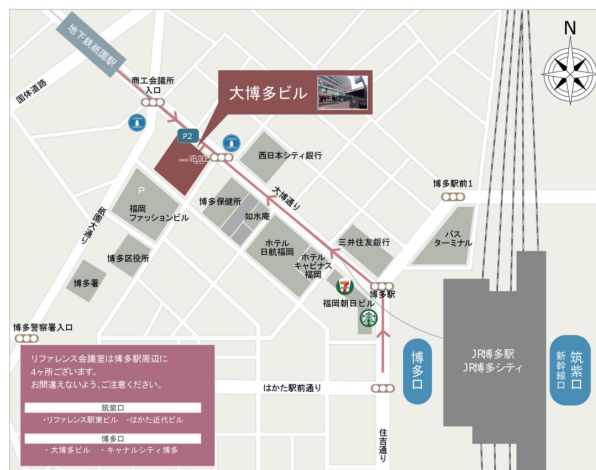 地下鉄祇園駅
国体道路
商工会議所
入口
大博多ビル
N
P2
VELOCE
西日本シティ銀行
大博通り
博多駅前1
P
福岡
ファッションビル
博多保健所
如水庵
祇園大通り
博多区役所
ホテル
日航福岡
ホテル
キャビナス
福岡
三井住友銀行
バス
ターミナル
博多署
博多駅
福岡朝日ビル
博多警察署入口
リファレンス会議室は博多駅周辺に
4ヶ所ございます。
お間違えないよう、ご注意ください。
筑紫口
・リファレンス駅東ビル ・はかた近代ビル
博多口
・大博多ビル ・キャナルシティ博多
はかた駅前通り
住吉通り
博多口
JR博多駅
JR博多シティ
筑紫口
新幹線口